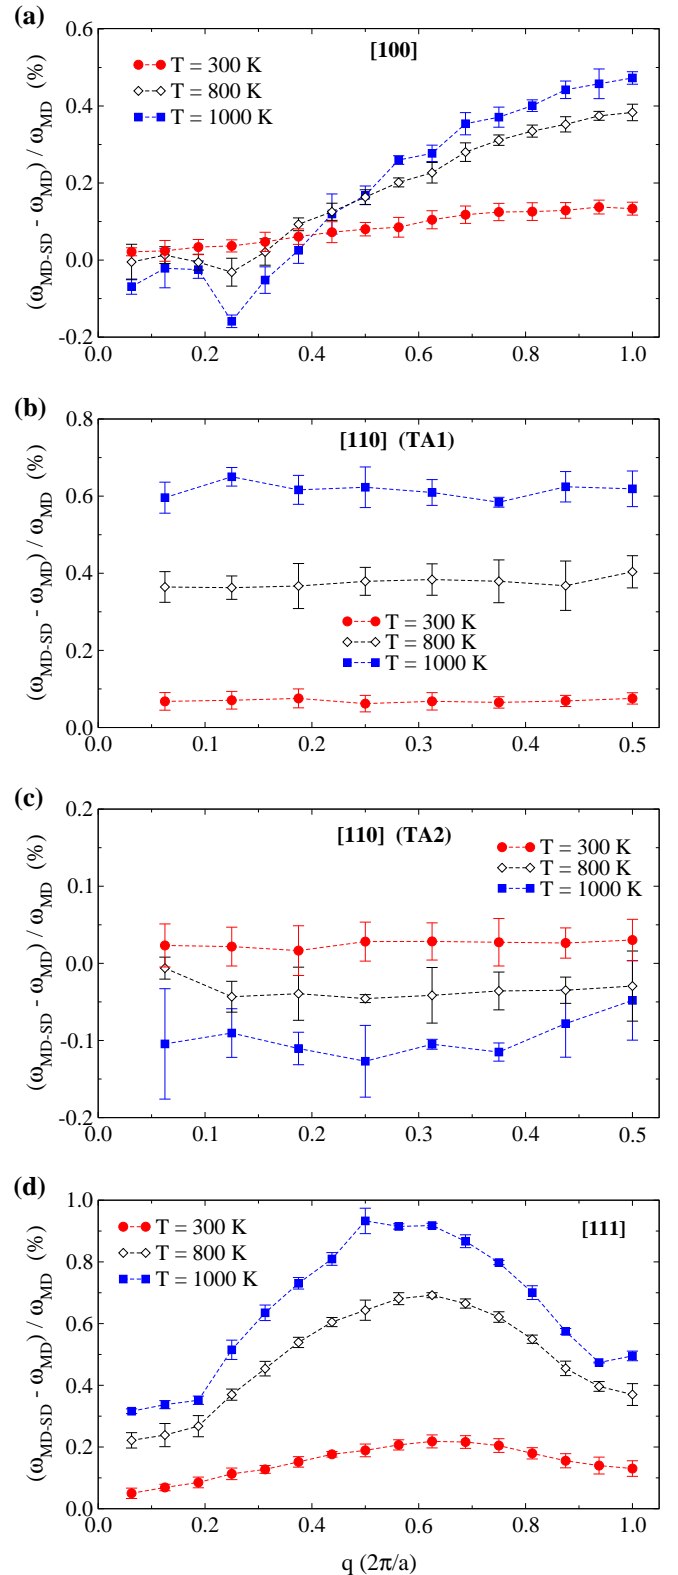 (a)
[100]
T = 300 K
T = 800 K
T = 1000 K
(ω_MD-SD - ω_MD) / ω_MD (%)
0.6
0.4
0.2
0.0
-0.2
0.0 0.2 0.4 0.6 0.8 1.0
(b)
[110] (TA1)
T = 300 K
T = 800 K
T = 1000 K
(ω_MD-SD - ω_MD) / ω_MD (%)
0.8
0.6
0.4
0.2
0.0
0.0 0.1 0.2 0.3 0.4 0.5
(c)
[110] (TA2)
T = 300 K
T = 800 K
T = 1000 K
(ω_MD-SD - ω_MD) / ω_MD (%)
0.2
0.1
0.0
-0.1
-0.2
0.0 0.1 0.2 0.3 0.4 0.5
(d)
[111]
T = 300 K
T = 800 K
T = 1000 K
(ω_MD-SD - ω_MD) / ω_MD (%)
1.0
0.8
0.6
0.4
0.2
0.0
0.0 0.2 0.4 0.6 0.8 1.0
q (2π/a)